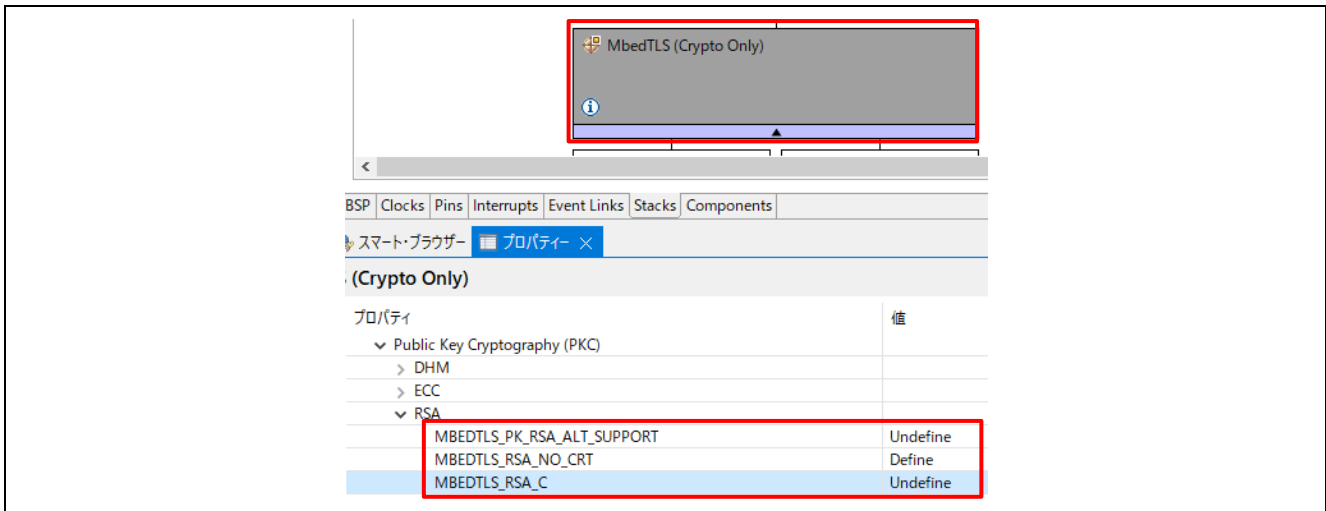 MbedTLS (Crypto Only)
BSP Clocks Pins Interrupts Event Links Stacks Components
スマート・ブラウザー プロパティー
(Crypto Only)
プロパティ 値
Public Key Cryptography (PKC)
DHM
ECC
RSA
MBEDTLS_PK_RSA_ALT_SUPPORT Undefine
MBEDTLS_RSA_NO_CRT Define
MBEDTLS_RSA_C Undefine